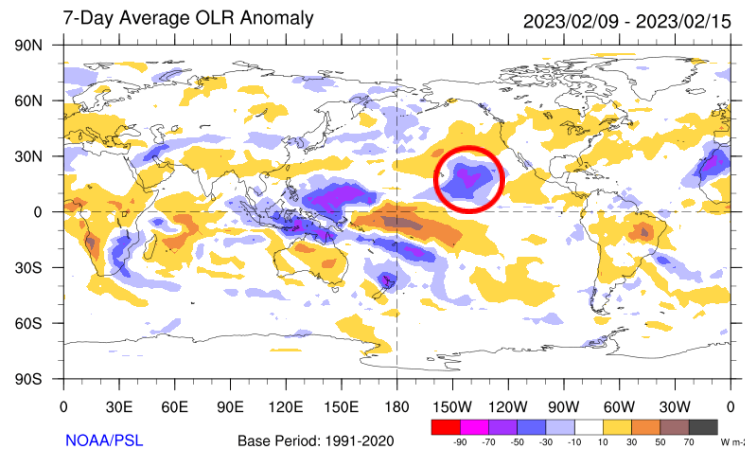 7-Day Average OLR Anomaly 2023/02/09 - 2023/02/15
90N
60N
30N
0
30S
60S
90S
0 30E 60E 90E 120E 150E 180 150W 120W 90W 60W 30W 0
-90 -70 -50 -30 -10 10 30 50 70 W m-2
NOAA/PSL Base Period: 1991-2020